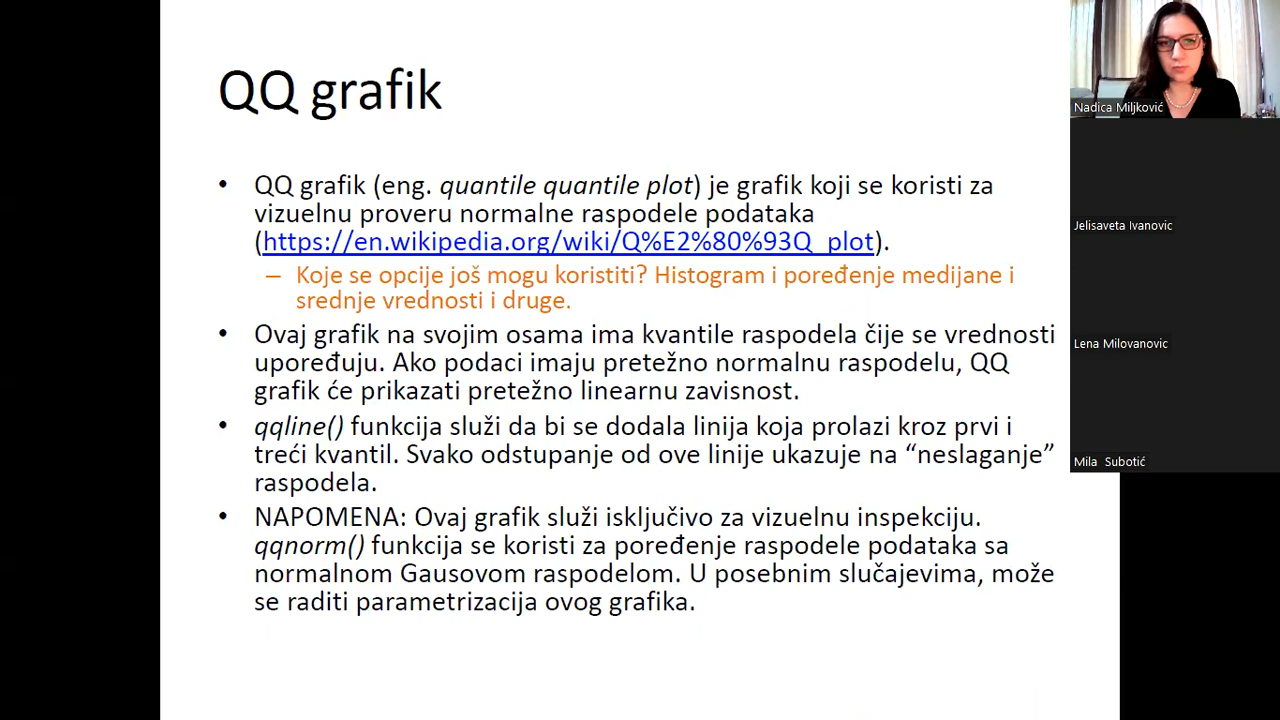 QQ grafik
• QQ grafik (eng. quantile quantile plot) je grafik koji se koristi za
vizuelnu proveru normalne raspodele podataka
(https://en.wikipedia.org/wiki/Q%E2%80%93Q_plot).
– Koje se opcije još mogu koristiti? Histogram i poređenje medijane i
srednje vrednosti i druge.
• Ovaj grafik na svojim osama ima kvantile raspodela čije se vrednosti
upoređuju. Ako podaci imaju pretežno normalnu raspodelu, QQ
grafik će prikazati pretežno linearnu zavisnost.
• qqline() funkcija služi da bi se dodala linija koja prolazi kroz prvi i
treći kvantil. Svako odstupanje od ove linije ukazuje na “neslaganje”
raspodela.
• NAPOMENA: Ovaj grafik služi isključivo za vizuelnu inspekciju.
qqnorm() funkcija se koristi za poređenje raspodele podataka sa
normalnom Gausovom raspodelom. U posebnim slučajevima, može
se raditi parametrizacija ovog grafika.
Nadica Miljković
Jelisaveta Ivanovic
Lena Milovanovic
Mila Subotić